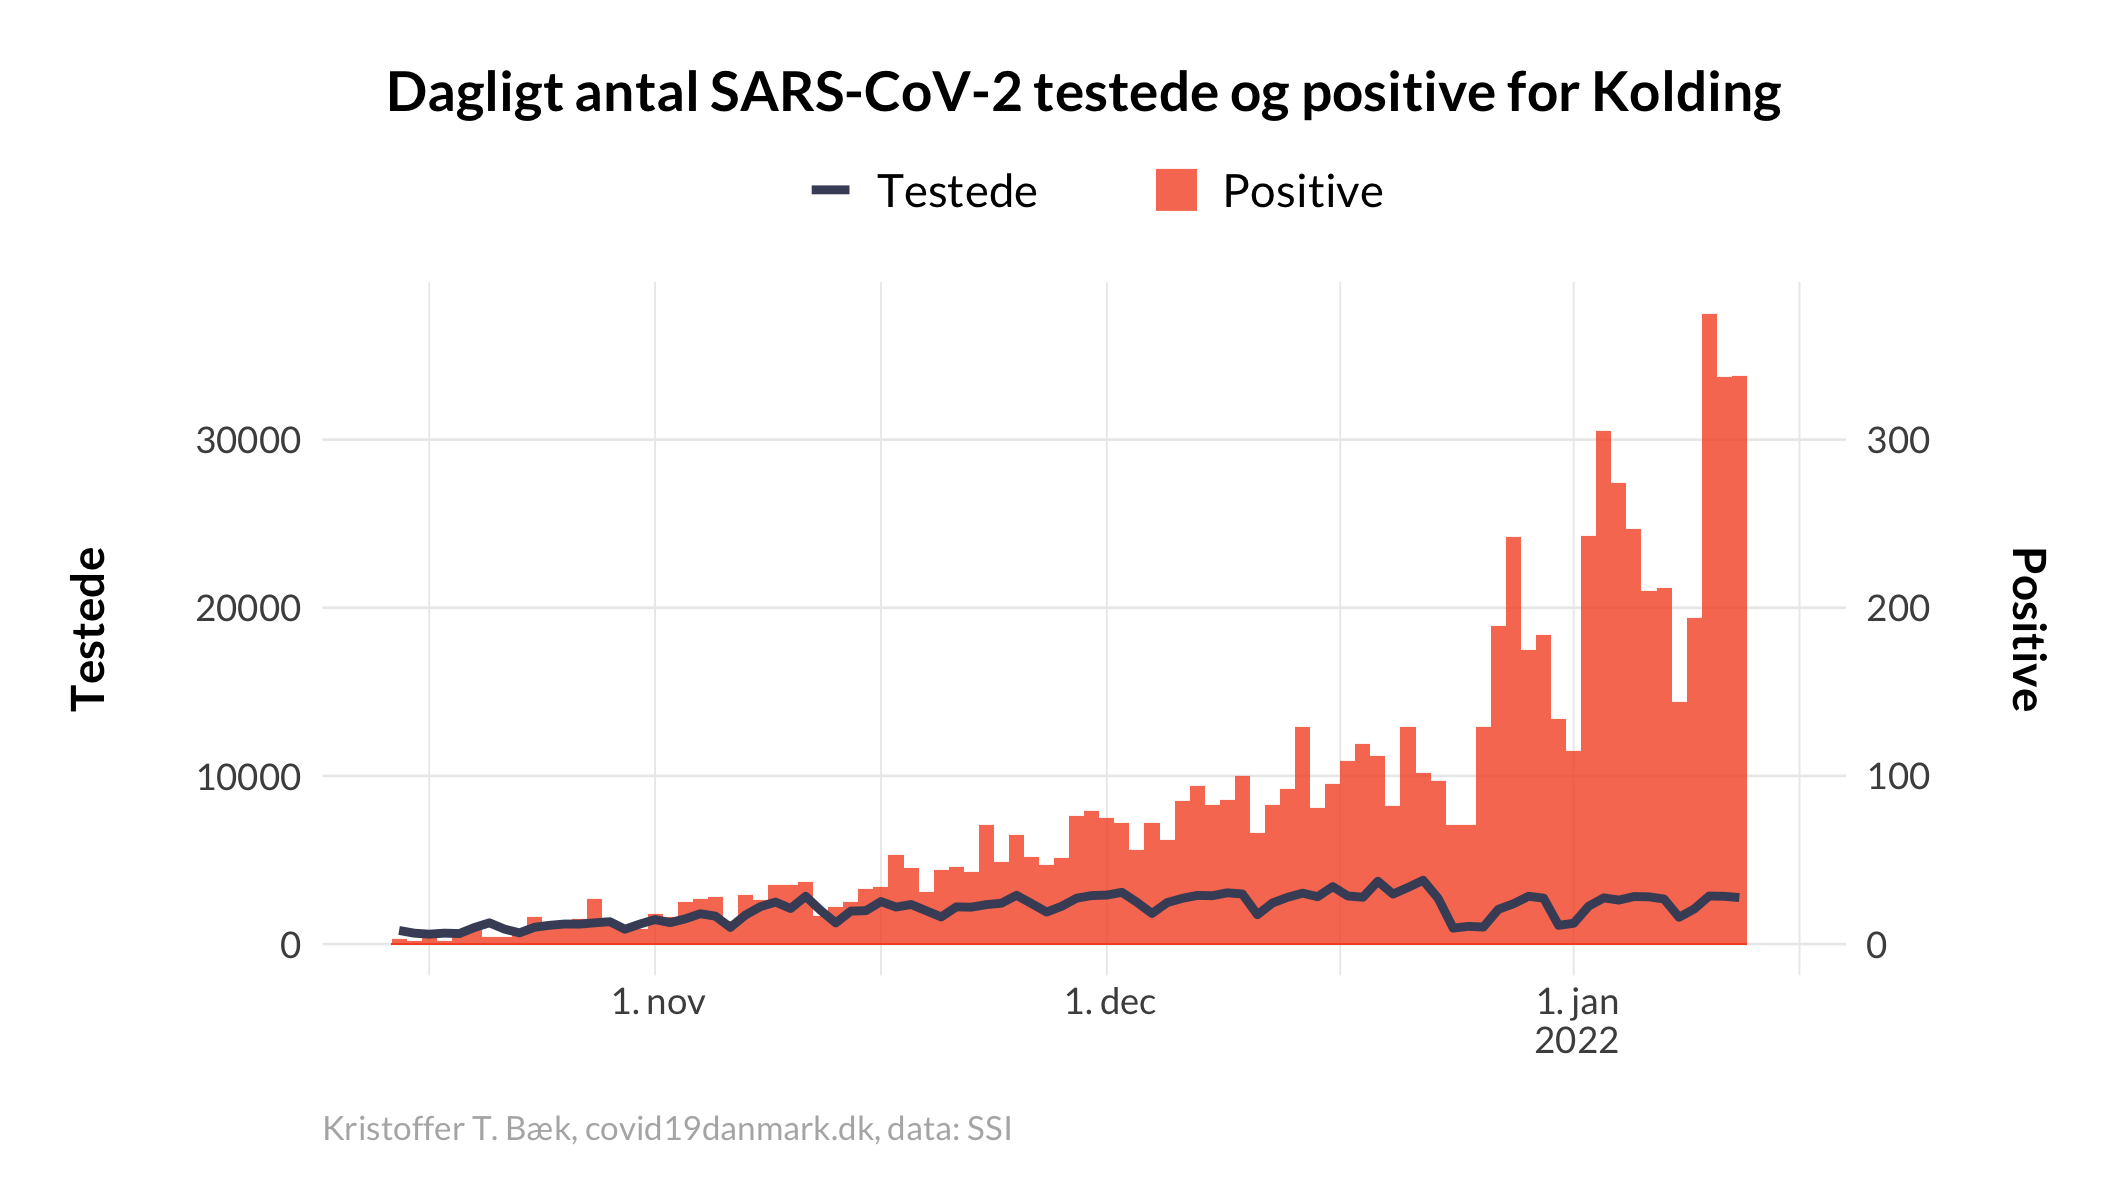 Dagligt antal SARS-CoV-2 testede og positive for Kolding
Testede
Positive
Testede
30000
20000
10000
0
300
200
100
0
Positive
1. nov
1. dec
1. jan
2022
Kristoffer T. Bæk, covid19danmark.dk, data: SSI